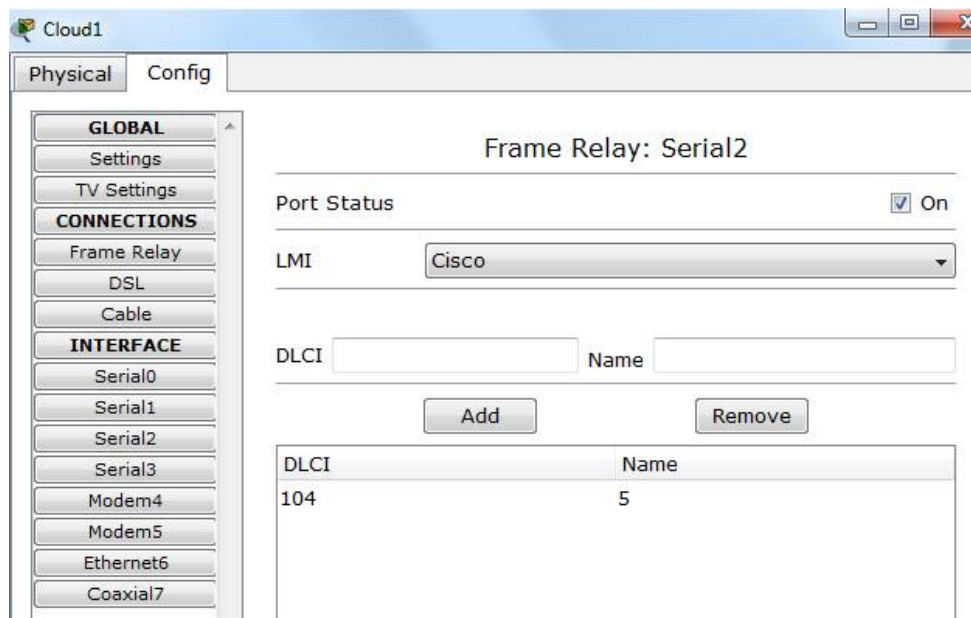 Cloud1
Physical
Config
GLOBAL
Settings
TV Settings
CONNECTIONS
Frame Relay
DSL
Cable
INTERFACE
Serial0
Serial1
Serial2
Serial3
Modem4
Modem5
Ethernet6
Coaxial7
Frame Relay: Serial2
Port Status On
LMI Cisco
DLCI Name
Add Remove
DLCI Name
104 5